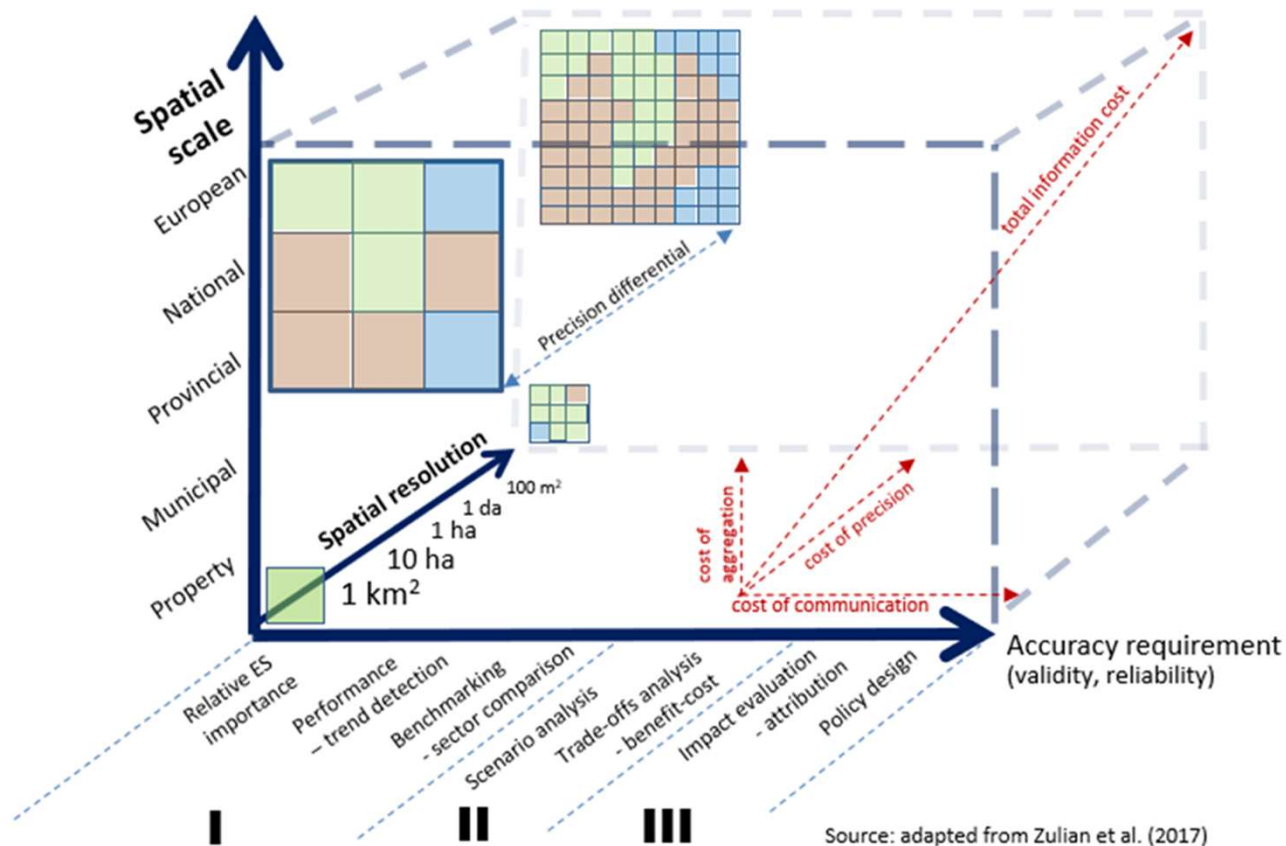 Spatial
scale
European
National
Provincial
Municipal
Property
Spatial resolution
1 km²
10 ha
1 ha
1 da
100 m²
Precision differential
total information cost
cost of
aggregation
cost of precision
cost of communication
Accuracy requirement
(validity, reliability)
Relative ES
importance
Performance
– trend detection
Benchmarking
- sector comparison
Scenario analysis
Trade-offs analysis
- benefit-cost
Impact evaluation
- attribution
Policy design
I
II
III
Source: adapted from Zulian et al. (2017)